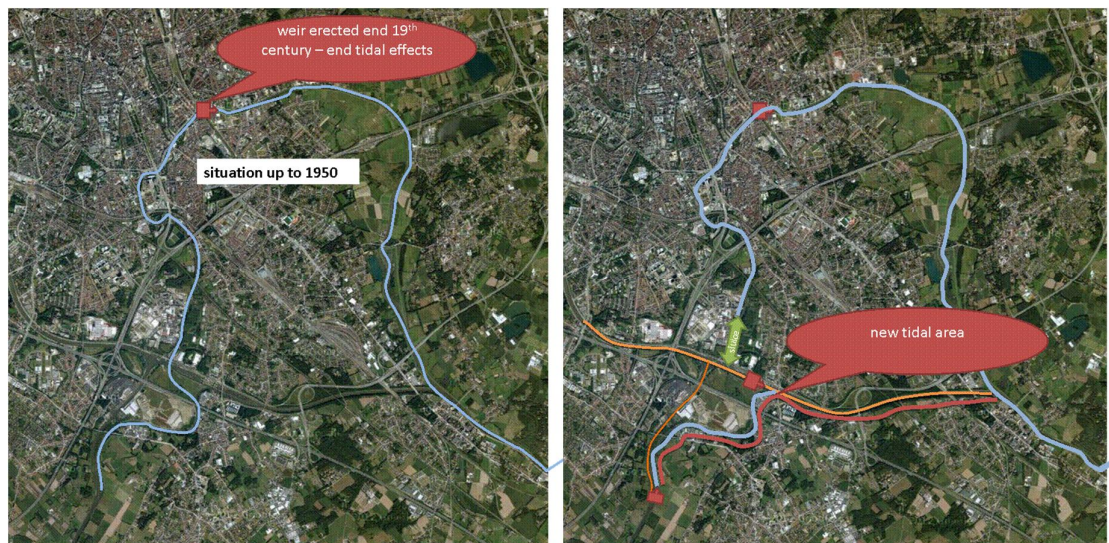 weir erected end 19th
century – end tidal effects
situation up to 1950
new tidal area